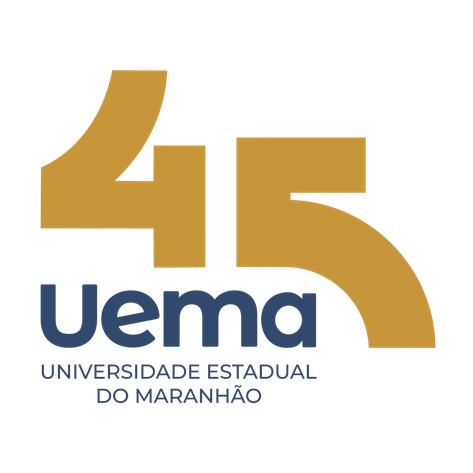 45
uema
UNIVERSIDADE ESTADUAL
DO MARANHÃO